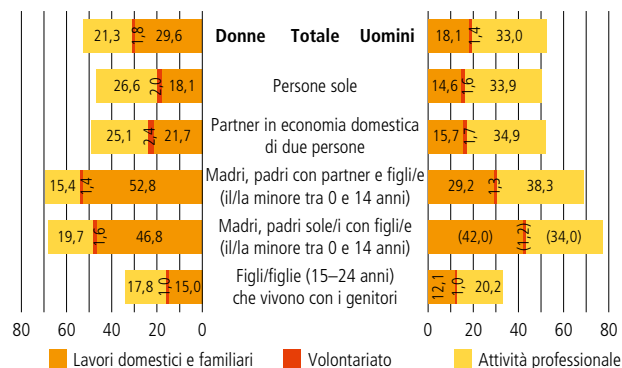 21,3 1,8 29,6 Donne Totale Uomini 18,1 1,4 33,0
26,6 2,0 18,1 Persone sole 14,6 1,6 33,9
25,1 2,4 21,7 Partner in economia domestica di due persone 15,7 1,7 34,9
15,4 1,4 52,8 Madri, padri con partner e figli/e (il/la minore tra 0 e 14 anni) 29,2 1,3 38,3
19,7 1,6 46,8 Madri, padri sole/i con figli/e (il/la minore tra 0 e 14 anni) (42,0) (1,2) (34,0)
17,8 1,0 15,0 Figli/figlie (15–24 anni) che vivono con i genitori 12,1 1,0 20,2
80 60 40 20 0 0 20 40 60 80
Lavori domestici e familiari Volontariato Attività professionale